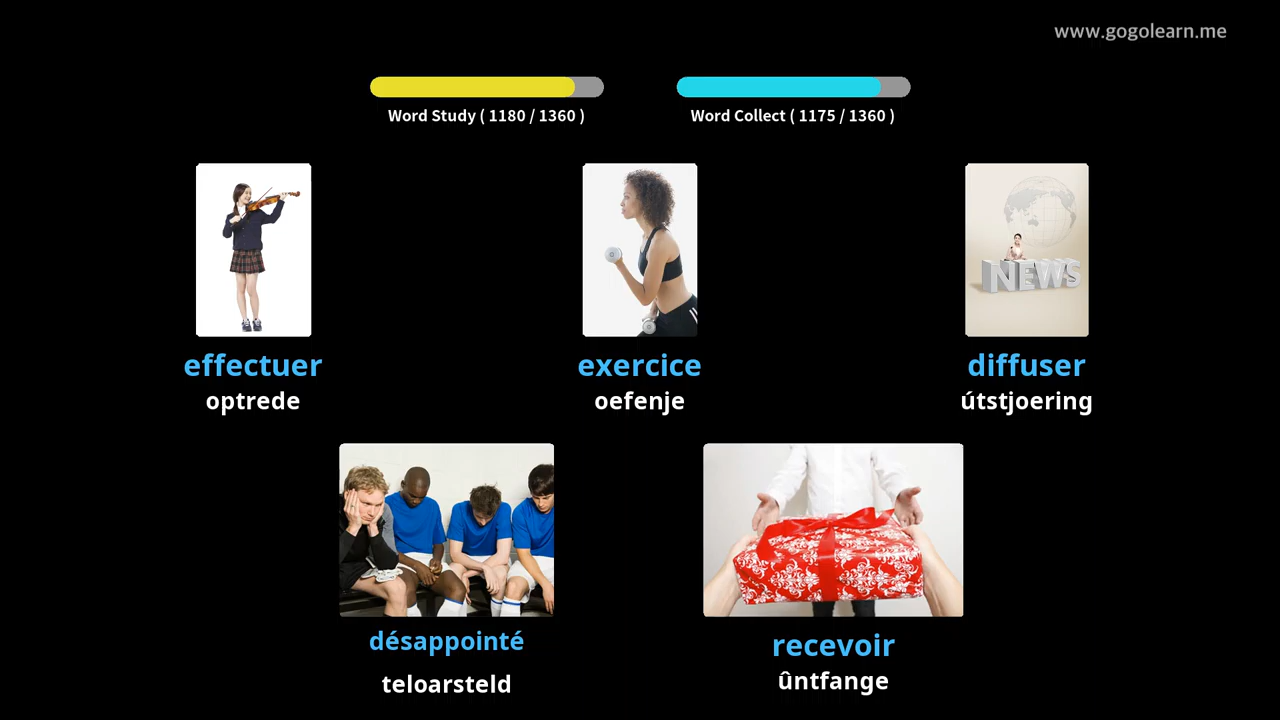 www.gogolearn.me
Word Study ( 1180 / 1360 )
Word Collect ( 1175 / 1360 )
NEWS
effectuer
optrede
exercice
oefenje
diffuser
útstjoering
désappointé
teloarsteld
recevoir
ûntfange